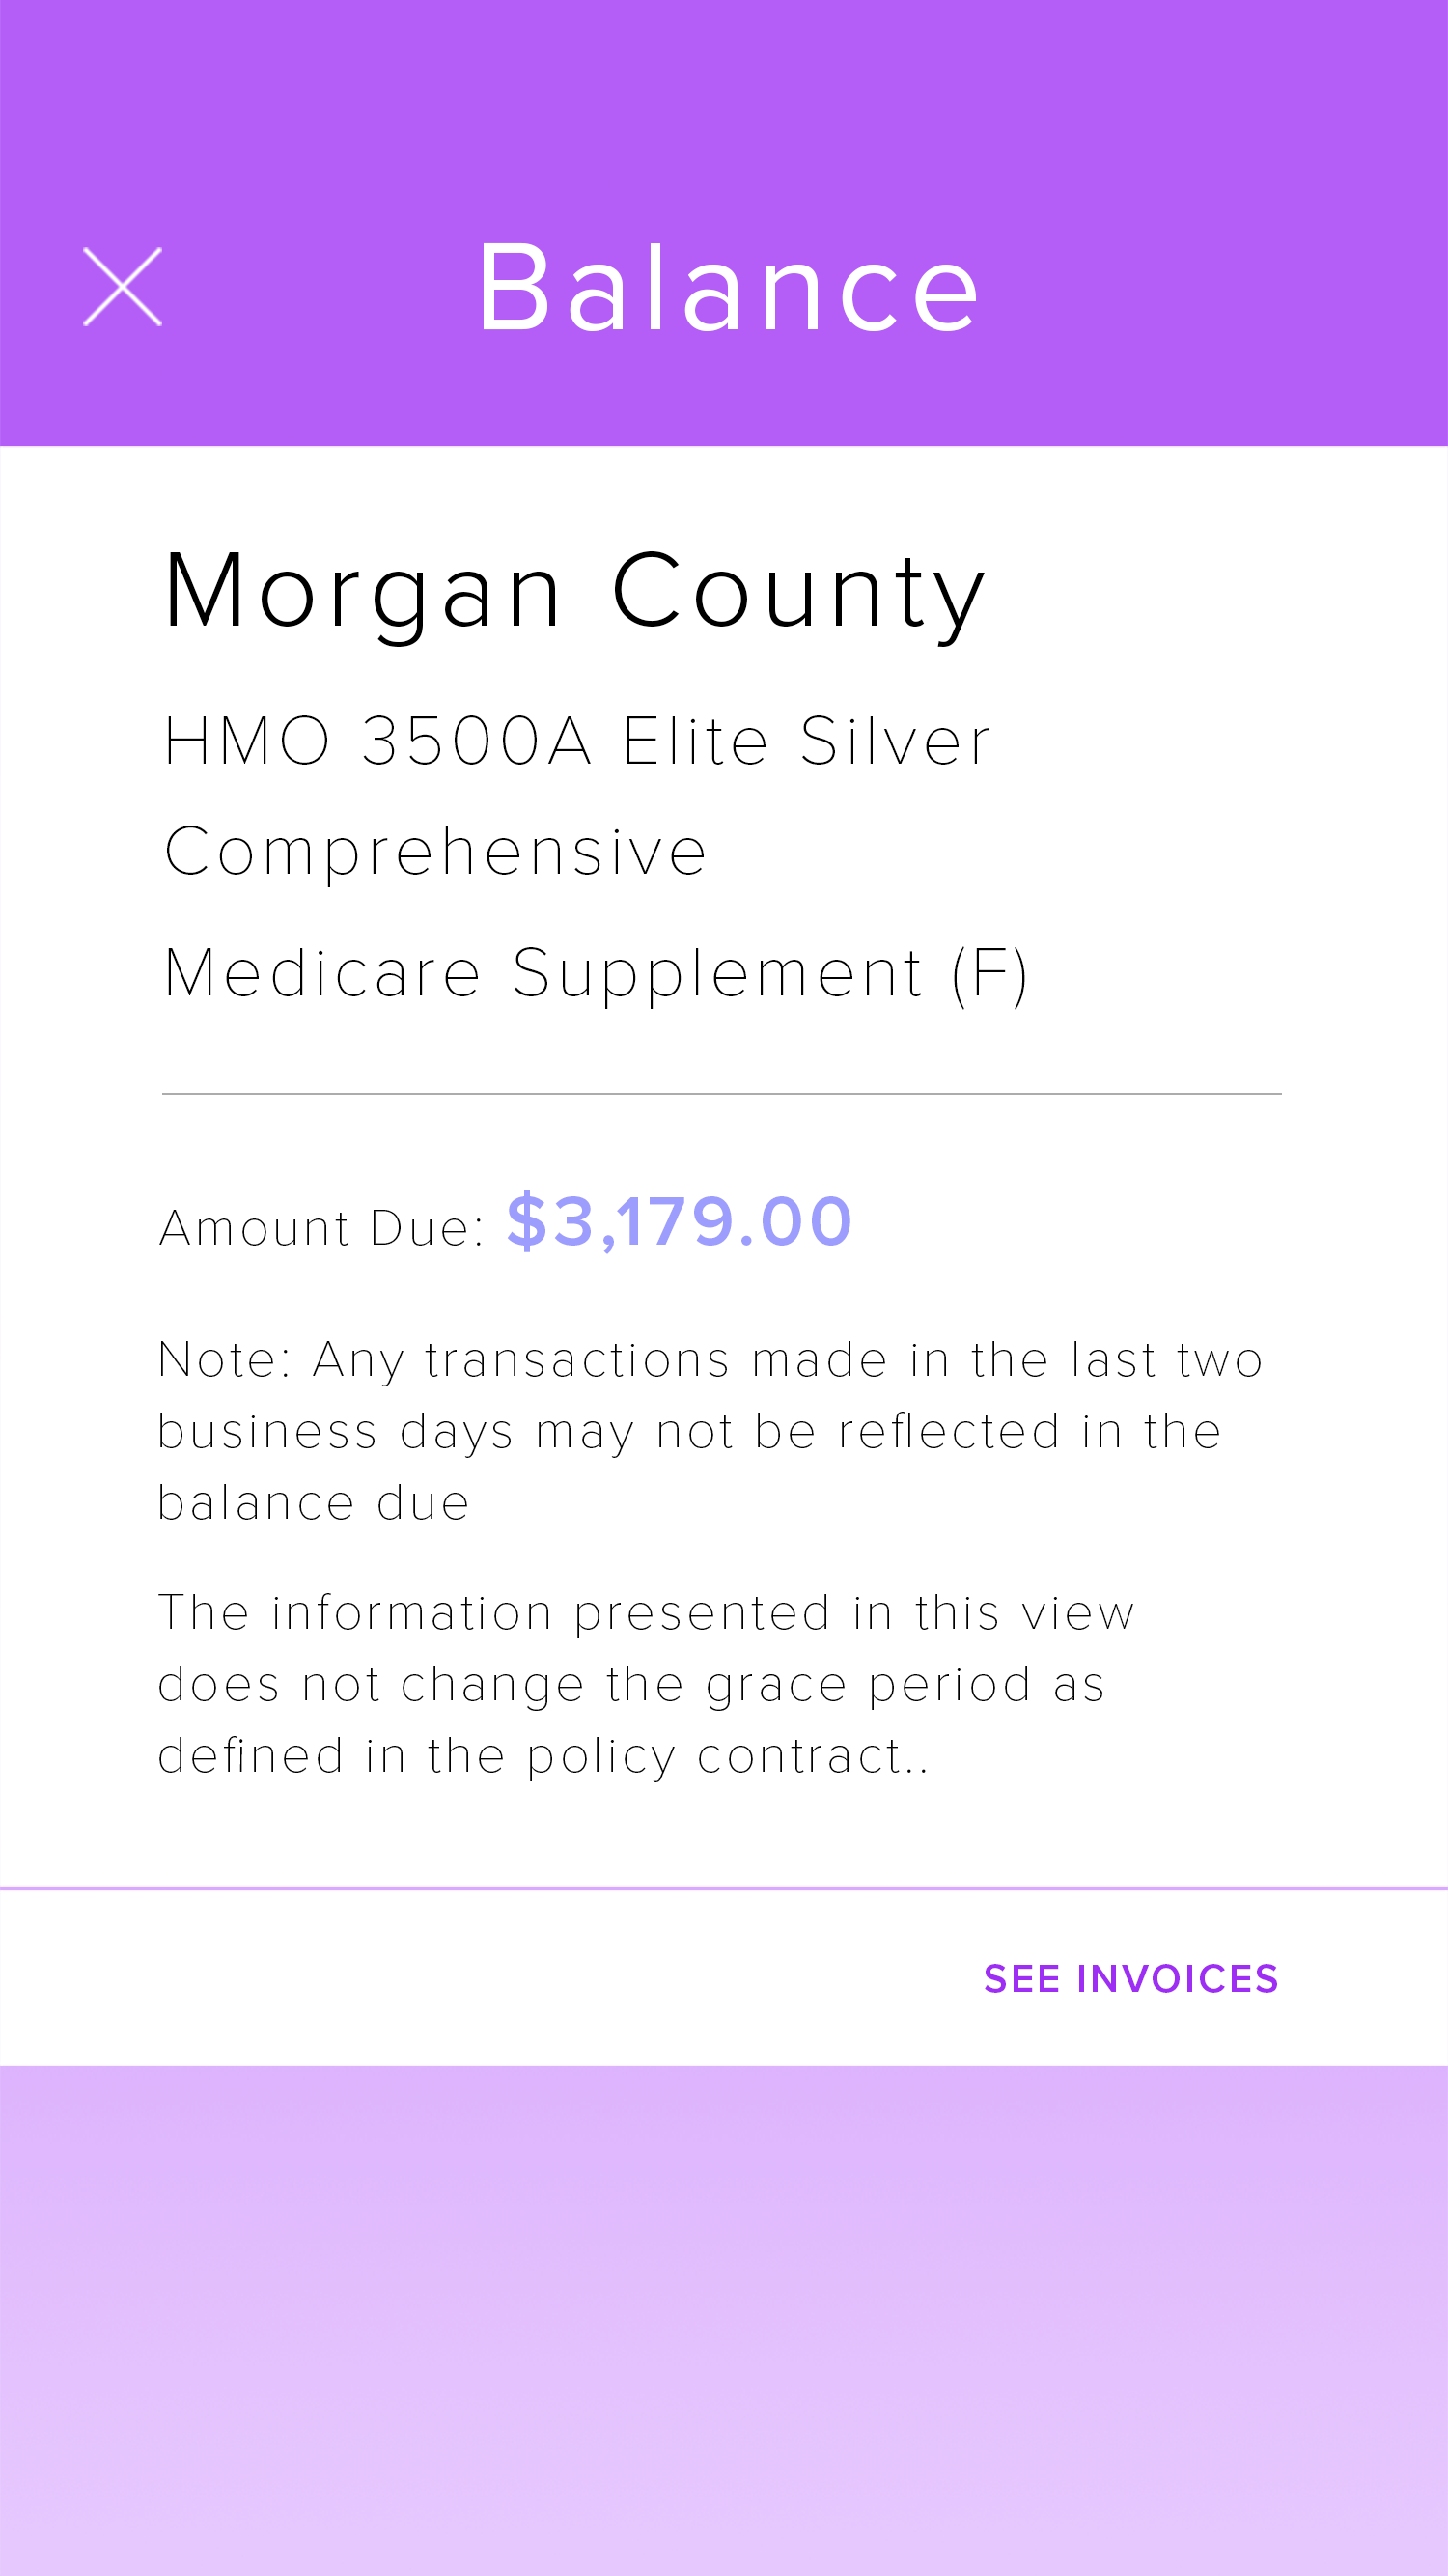 Balance
Morgan County
HMO 3500A Elite Silver
Comprehensive
Medicare Supplement (F)
Amount Due: $3,179.00
Note: Any transactions made in the last two
business days may not be reflected in the
balance due
The information presented in this view
does not change the grace period as
defined in the policy contract..
SEE INVOICES